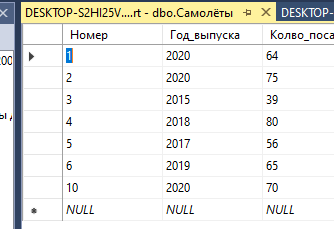 DESKTOP-S2HI25V....rt - dbo.Самолёты DESKTOP-
Номер Год_выпуска Колво_поса
200
1 2020 64
2 2020 75
3 2015 39
4 2018 80
ы д
5 2017 56
6 2019 65
10 2020 70
NULL NULL NULL